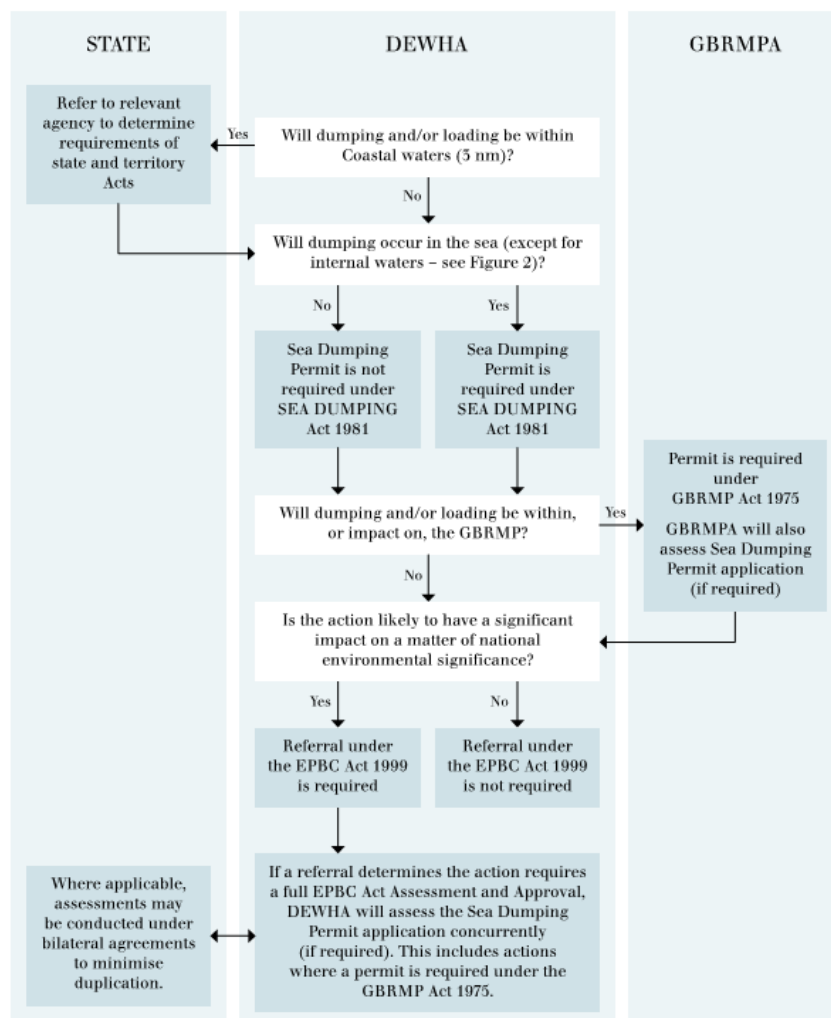 STATE
DEWHA
GBRMPA
Refer to relevant
agency to determine
requirements of
state and territory
Acts
Yes
Will dumping and/or loading be within
Coastal waters (3 nm)?
No
Will dumping occur in the sea (except for
internal waters – see Figure 2)?
No
Yes
Sea Dumping
Permit is not
required under
SEA DUMPING
Act 1981
Sea Dumping
Permit is
required under
SEA DUMPING
Act 1981
Will dumping and/or loading be within,
or impact on, the GBRMP?
Yes
Permit is required
under
GBRMP Act 1975
GBRMPA will also
assess Sea Dumping
Permit application
(if required)
No
Is the action likely to have a significant
impact on a matter of national
environmental significance?
Yes
No
Referral under
the EPBC Act 1999
is required
Referral under
the EPBC Act 1999
is not required
Where applicable,
assessments may
be conducted under
bilateral agreements
to minimise
duplication.
If a referral determines the action requires
a full EPBC Act Assessment and Approval,
DEWHA will assess the Sea Dumping
Permit application concurrently
(if required). This includes actions
where a permit is required under the
GBRMP Act 1975.